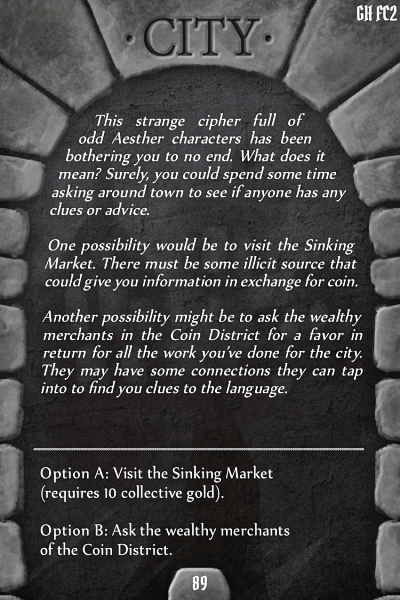 GH FC2
·CITY·
This strange cipher full of
odd Aesther characters has been
bothering you to no end. What does it
mean? Surely, you could spend some time
asking around town to see if anyone has any
clues or advice.
One possibility would be to visit the Sinking
Market. There must be some illicit source that
could give you information in exchange for coin.
Another possibility might be to ask the wealthy
merchants in the Coin District for a favor in
return for all the work you've done for the city.
They may have some connections they can tap
into to find you clues to the language.
Option A: Visit the Sinking Market
(requires 10 collective gold).
Option B: Ask the wealthy merchants
of the Coin District.
89